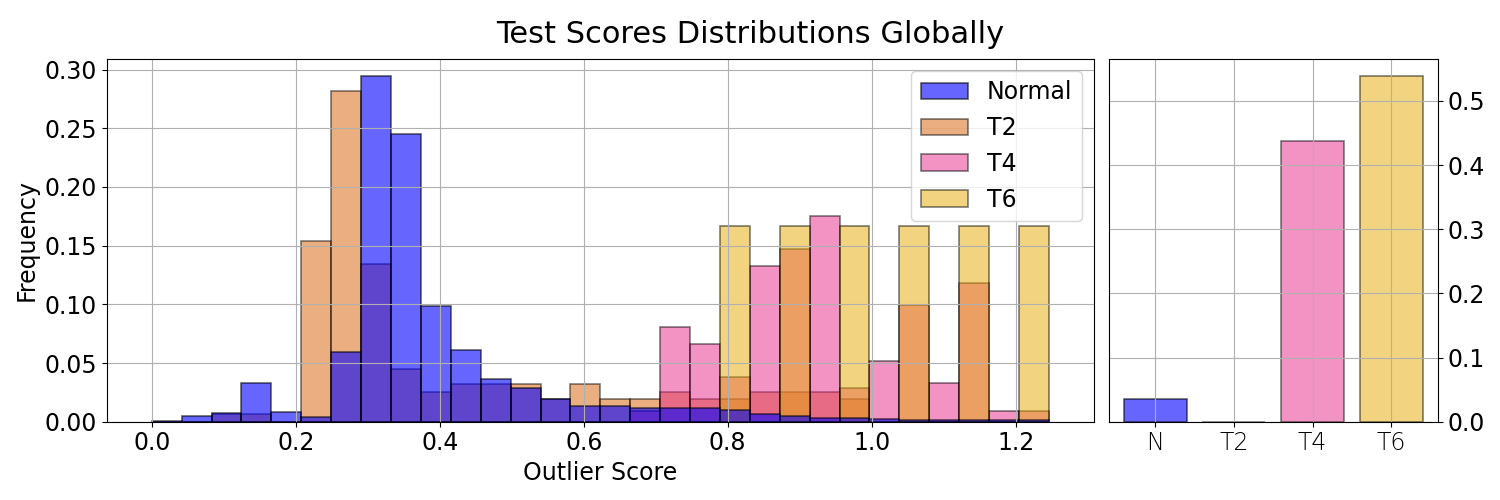 Test Scores Distributions Globally
Frequency
0.30
0.25
0.20
0.15
0.10
0.05
0.00
0.0 0.2 0.4 0.6 0.8 1.0 1.2
Outlier Score
Normal
T2
T4
T6
0.5
0.4
0.3
0.2
0.1
0.0
N T2 T4 T6